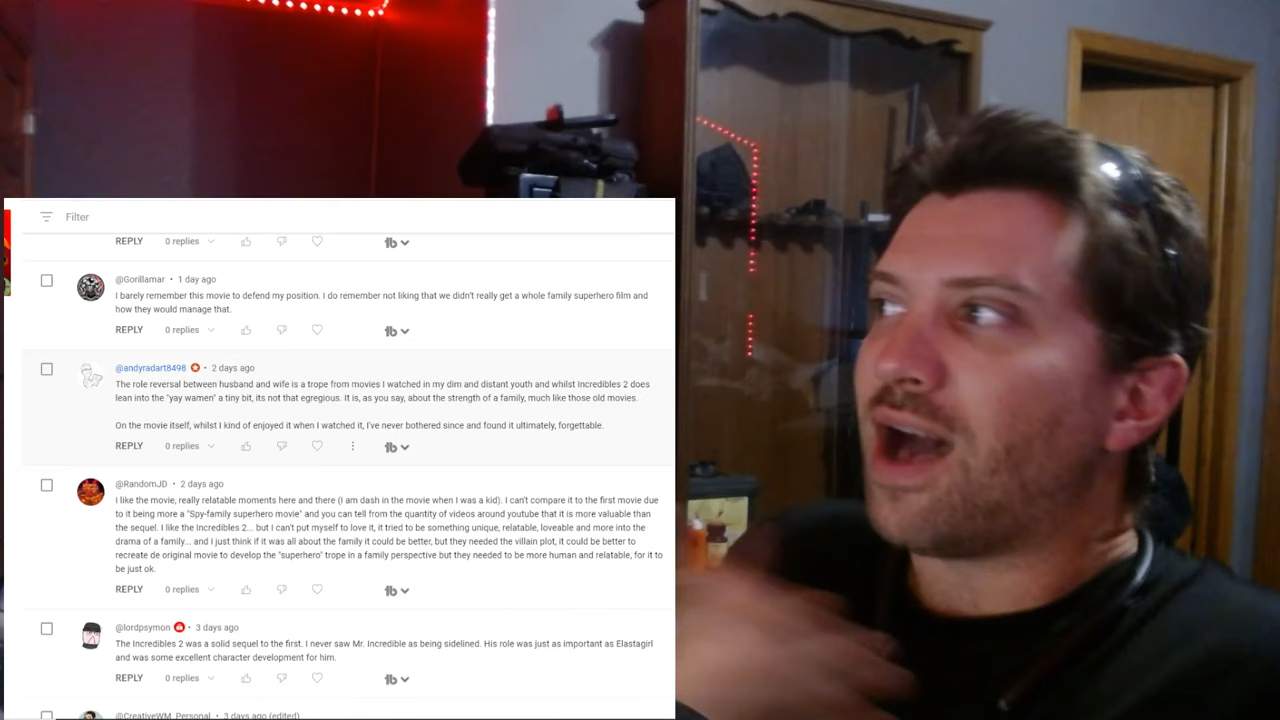 Filter
REPLY 0 replies
@Gorillamar • 1 day ago
I barely remember this movie to defend my position. I do remember not liking that we didn't really get a whole family superhero film and
how they would manage that.
REPLY 0 replies
@andyradart8498 • 2 days ago
The role reversal between husband and wife is a trope from movies I watched in my dim and distant youth and whilst Incredibles 2 does
lean into the "yay wamen" a tiny bit, its not that egregious. It is, as you say, about the strength of a family, much like those old movies.
On the movie itself, whilst I kind of enjoyed it when I watched it, I've never bothered since and found it ultimately, forgettable.
REPLY 0 replies
@RandomJD • 2 days ago
I like the movie, really relatable moments here and there (I am dash in the movie when I was a kid). I can't compare it to the first movie due
to it being more a "Spy-family superhero movie" and you can tell from the quantity of videos around youtube that it is more valuable than
the sequel. I like the Incredibles 2... but I can't put myself to love it, it tried to be something unique, relatable, loveable and more into the
drama of a family... and I just think if it was all about the family it could be better, but they needed the villain plot, it could be better to
recreate de original movie to develop the "superhero" trope in a family perspective but they needed to be more human and relatable, for it to
be just ok.
REPLY 0 replies
@lordpsymon • 3 days ago
The Incredibles 2 was a solid sequel to the first. I never saw Mr. Incredible as being sidelined. His role was just as important as Elastagirl
and was some excellent character development for him.
REPLY 0 replies
@CreativeWM_Personal • 3 days ago (edited)